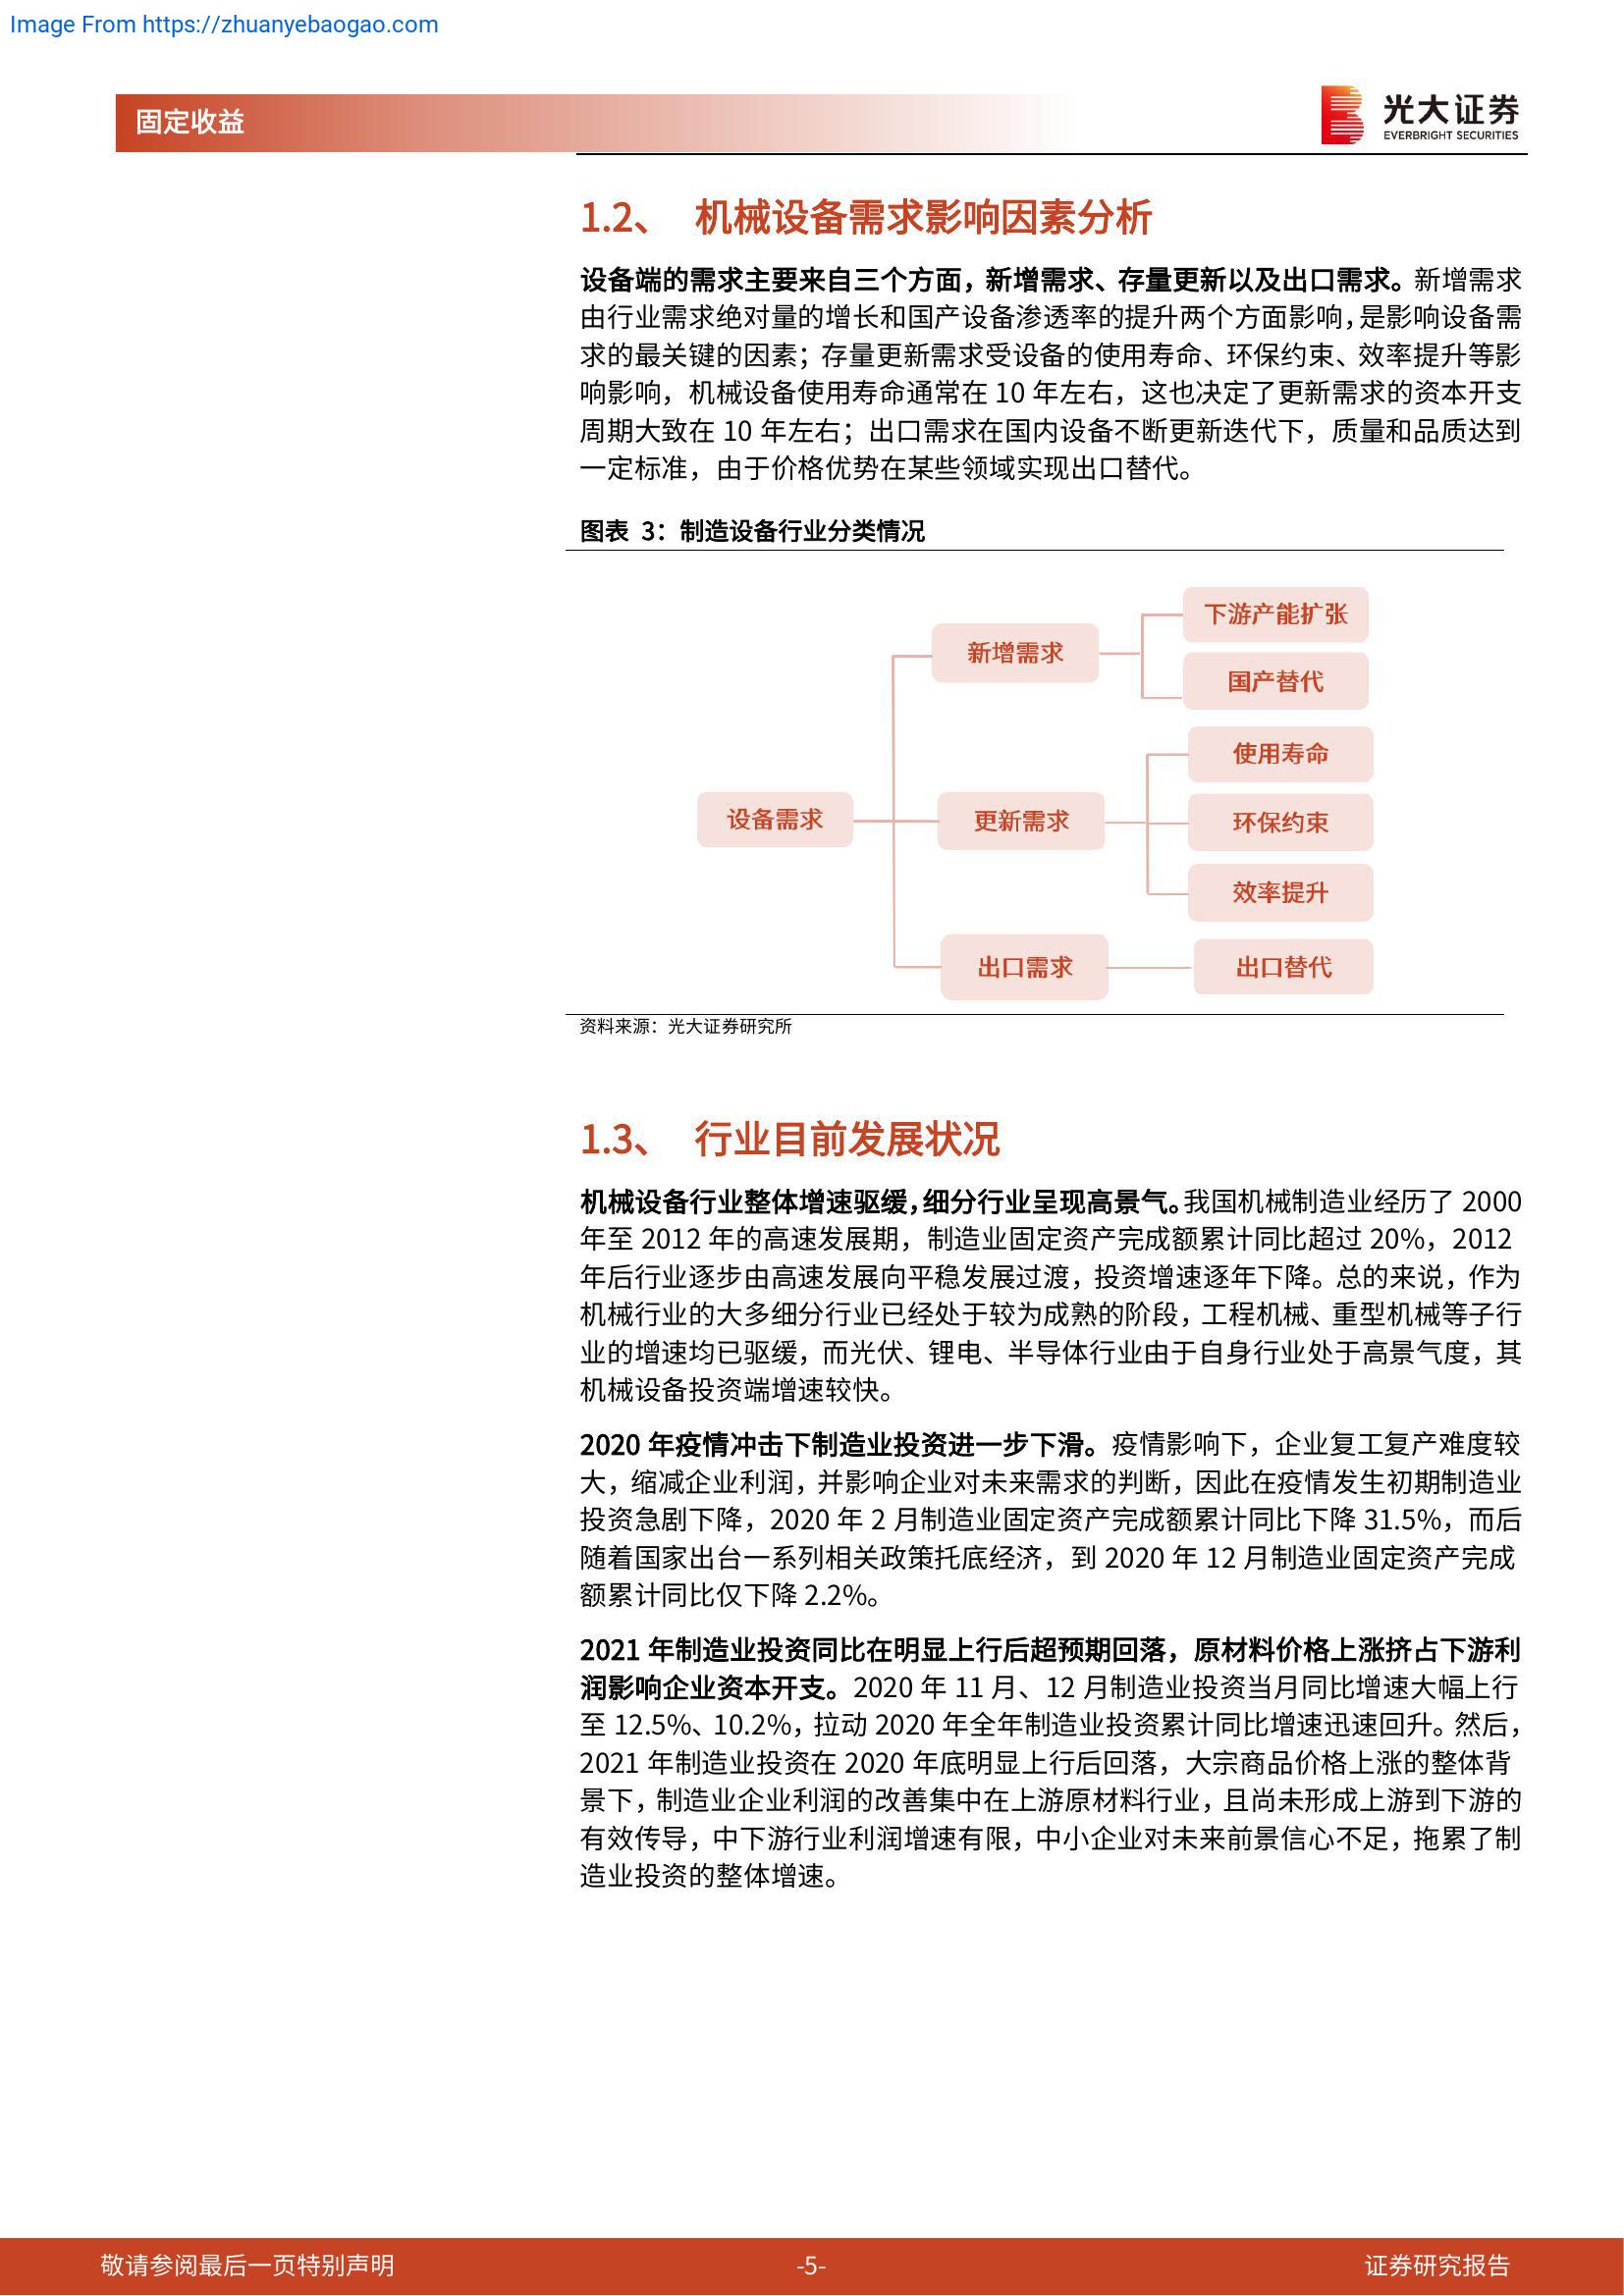 Image From https://zhuanyebaogao.com
固定收益
光大证券
EVERBRIGHT SECURITIES
1.2、 机械设备需求影响因素分析
设备端的需求主要来自三个方面，新增需求、存量更新以及出口需求。新增需求
由行业需求绝对量的增长和国产设备渗透率的提升两个方面影响，是影响设备需
求的最关键的因素；存量更新需求受设备的使用寿命、环保约束、效率提升等影
响影响，机械设备使用寿命通常在 10 年左右，这也决定了更新需求的资本开支
周期大致在 10 年左右；出口需求在国内设备不断更新迭代下，质量和品质达到
一定标准，由于价格优势在某些领域实现出口替代。
图表 3：制造设备行业分类情况
下游产能扩张
新增需求
国产替代
使用寿命
设备需求
更新需求
环保约束
效率提升
出口需求
出口替代
资料来源：光大证券研究所
1.3、 行业目前发展状况
机械设备行业整体增速驱缓，细分行业呈现高景气。我国机械制造业经历了 2000
年至 2012 年的高速发展期，制造业固定资产完成额累计同比超过 20%，2012
年后行业逐步由高速发展向平稳发展过渡，投资增速逐年下降。总的来说，作为
机械行业的大多细分行业已经处于较为成熟的阶段，工程机械、重型机械等子行
业的增速均已驱缓，而光伏、锂电、半导体行业由于自身行业处于高景气度，其
机械设备投资端增速较快。
2020 年疫情冲击下制造业投资进一步下滑。疫情影响下，企业复工复产难度较
大，缩减企业利润，并影响企业对未来需求的判断，因此在疫情发生初期制造业
投资急剧下降，2020 年 2 月制造业固定资产完成额累计同比下降 31.5%，而后
随着国家出台一系列相关政策托底经济，到 2020 年 12 月制造业固定资产完成
额累计同比仅下降 2.2%。
2021 年制造业投资同比在明显上行后超预期回落，原材料价格上涨挤占下游利
润影响企业资本开支。2020 年 11 月、12 月制造业投资当月同比增速大幅上行
至 12.5%、10.2%，拉动 2020 年全年制造业投资累计同比增速迅速回升。然后，
2021 年制造业投资在 2020 年底明显上行后回落，大宗商品价格上涨的整体背
景下，制造业企业利润的改善集中在上游原材料行业，且尚未形成上游到下游的
有效传导，中下游行业利润增速有限，中小企业对未来前景信心不足，拖累了制
造业投资的整体增速。
敬请参阅最后一页特别声明
-5-
证券研究报告